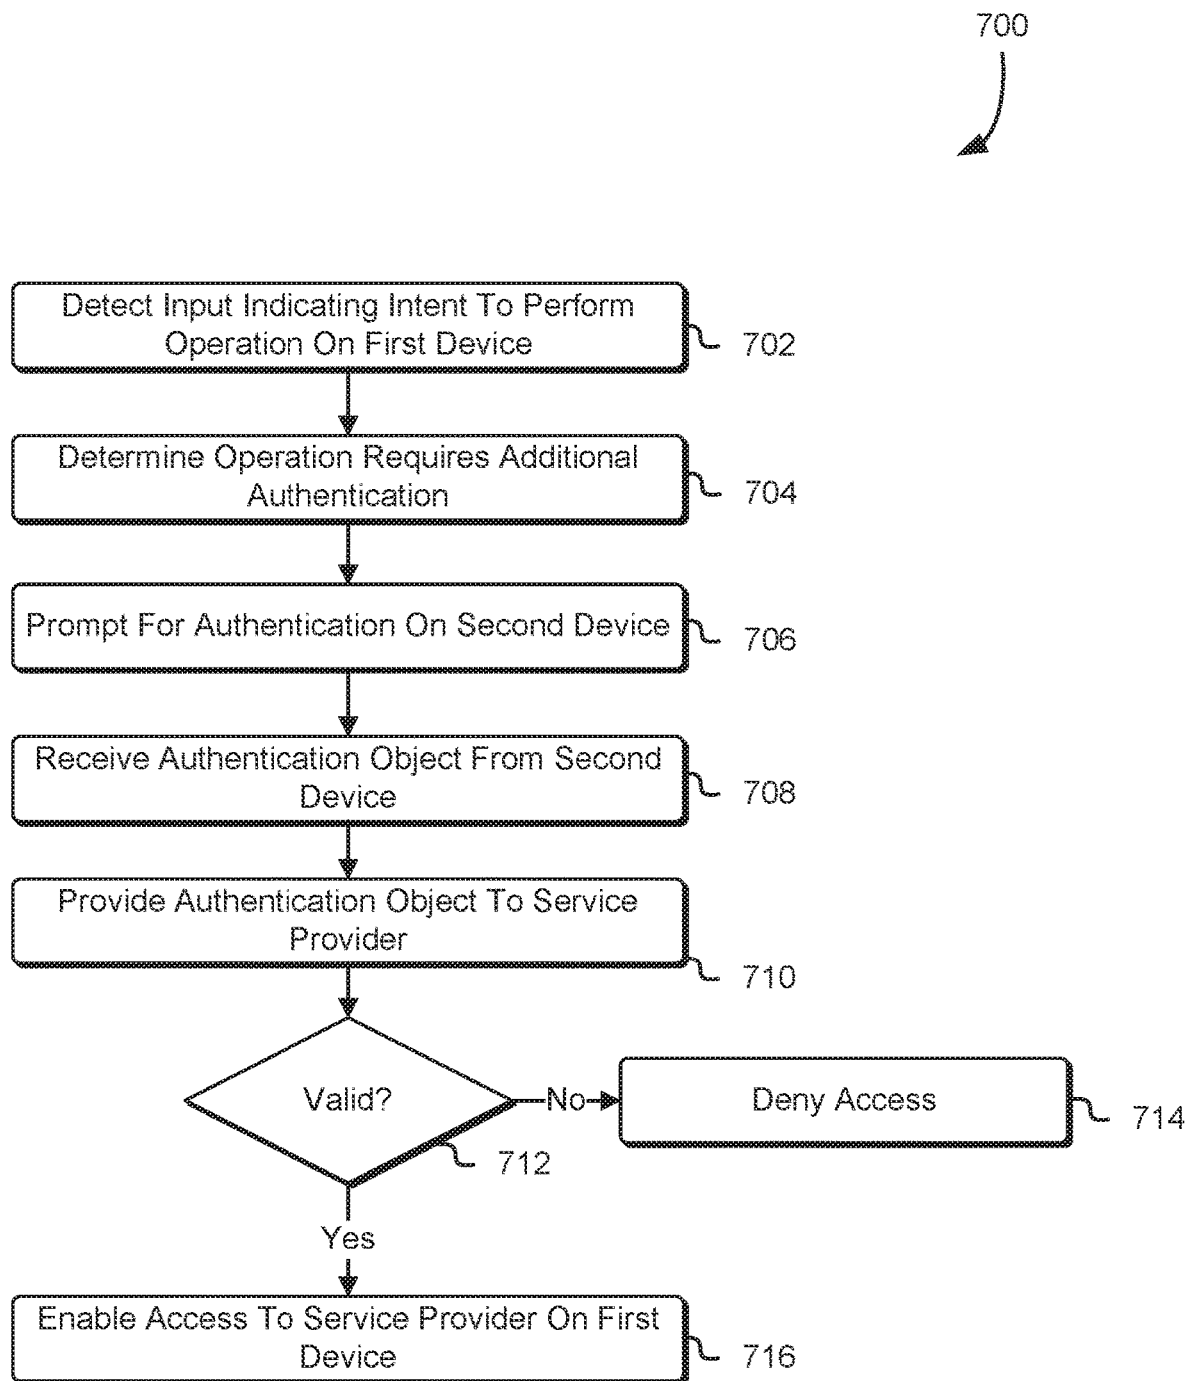 700
Detect Input Indicating Intent To Perform
Operation On First Device
702
Determine Operation Requires Additional
Authentication
704
Prompt For Authentication On Second Device
706
Receive Authentication Object From Second
Device
708
Provide Authentication Object To Service
Provider
710
Valid?
No
Deny Access
714
712
Yes
Enable Access To Service Provider On First
Device
716